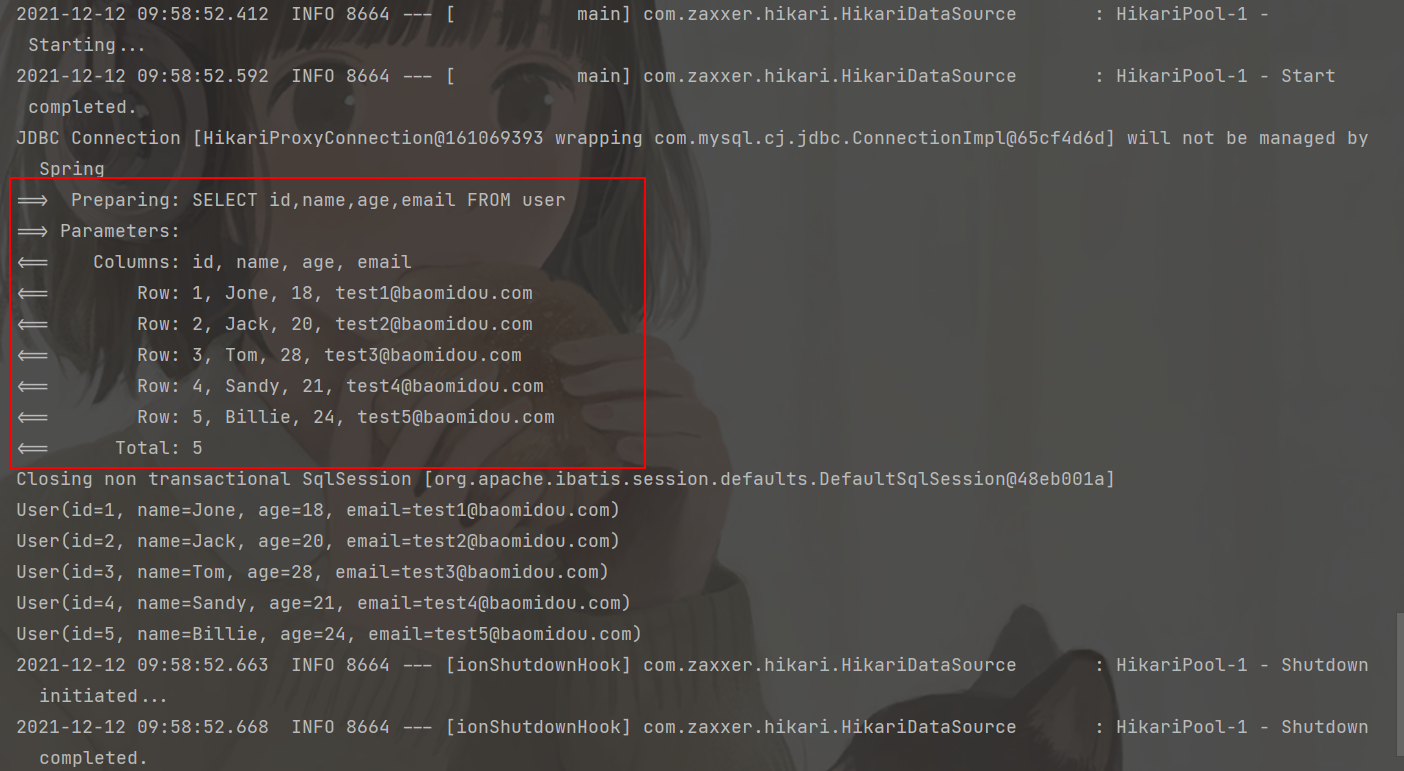 2021-12-12 09:58:52.412  INFO 8664 --- [           main] com.zaxxer.hikari.HikariDataSource       : HikariPool-1 -
Starting...
2021-12-12 09:58:52.592  INFO 8664 --- [           main] com.zaxxer.hikari.HikariDataSource       : HikariPool-1 - Start
completed.
JDBC Connection [HikariProxyConnection@161069393 wrapping com.mysql.cj.jdbc.ConnectionImpl@65cf4d6d] will not be managed by
Spring
==>  Preparing: SELECT id,name,age,email FROM user
==> Parameters:
<==    Columns: id, name, age, email
<==        Row: 1, Jone, 18, test1@baomidou.com
<==        Row: 2, Jack, 20, test2@baomidou.com
<==        Row: 3, Tom, 28, test3@baomidou.com
<==        Row: 4, Sandy, 21, test4@baomidou.com
<==        Row: 5, Billie, 24, test5@baomidou.com
<==      Total: 5
Closing non transactional SqlSession [org.apache.ibatis.session.defaults.DefaultSqlSession@48eb001a]
User(id=1, name=Jone, age=18, email=test1@baomidou.com)
User(id=2, name=Jack, age=20, email=test2@baomidou.com)
User(id=3, name=Tom, age=28, email=test3@baomidou.com)
User(id=4, name=Sandy, age=21, email=test4@baomidou.com)
User(id=5, name=Billie, age=24, email=test5@baomidou.com)
2021-12-12 09:58:52.663  INFO 8664 --- [ionShutdownHook] com.zaxxer.hikari.HikariDataSource       : HikariPool-1 - Shutdown
initiated...
2021-12-12 09:58:52.668  INFO 8664 --- [ionShutdownHook] com.zaxxer.hikari.HikariDataSource       : HikariPool-1 - Shutdown
completed.